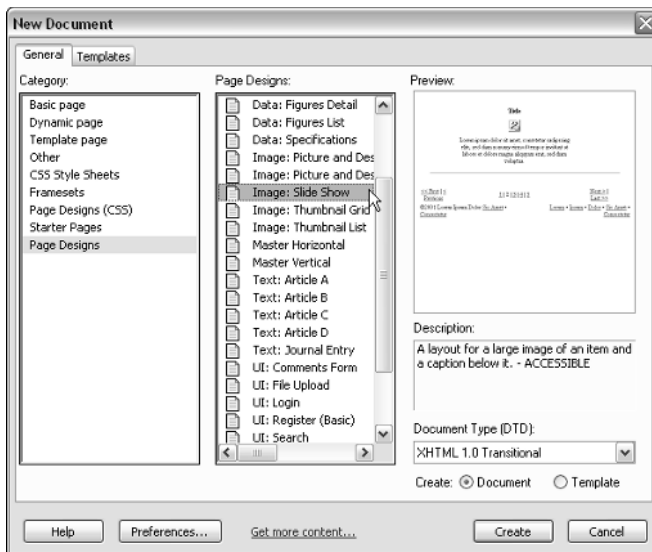 New Document
General
Templates
Category:
Basic page
Dynamic page
Template page
Other
CSS Style Sheets
Framesets
Page Designs (CSS)
Starter Pages
Page Designs
Page Designs:
Data: Figures Detail
Data: Figures List
Data: Specifications
Image: Picture and Des
Image: Picture and Des
Image: Slide Show
Image: Thumbnail Grid
Image: Thumbnail List
Master Horizontal
Master Vertical
Text: Article A
Text: Article B
Text: Article C
Text: Article D
Text: Journal Entry
UI: Comments Form
UI: File Upload
UI: Login
UI: Register (Basic)
UI: Search
Preview:
Title
Description:
A layout for a large image of an item and
a caption below it. - ACCESSIBLE
Document Type (DTD):
XHTML 1.0 Transitional
Create: Document Template
Help
Preferences...
Get more content...
Create
Cancel